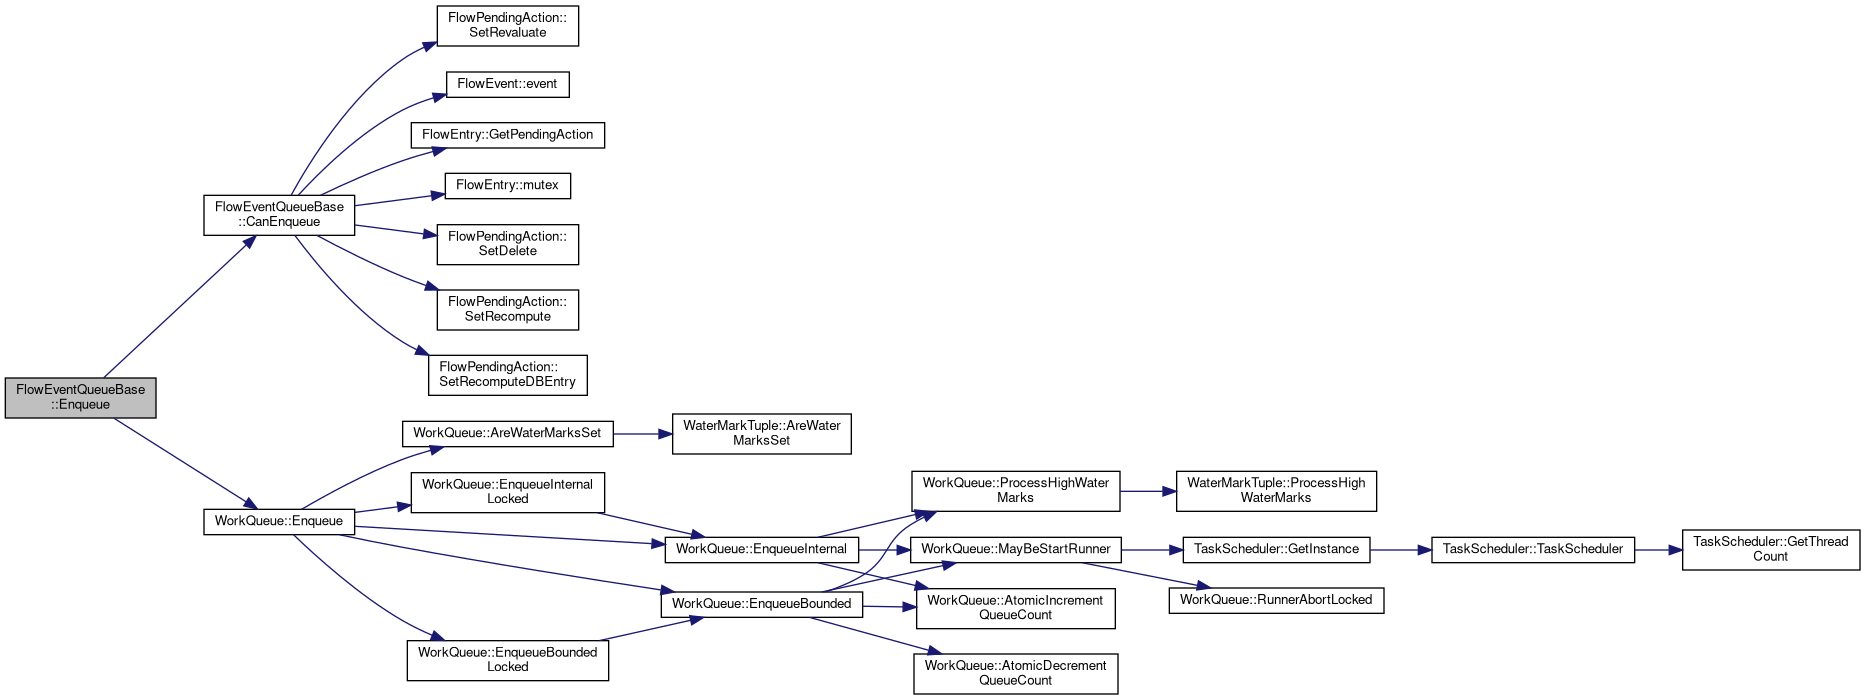 FlowEventQueueBase
::Enqueue
FlowEventQueueBase
::CanEnqueue
FlowPendingAction::
SetRevaluate
FlowEvent::event
FlowEntry::GetPendingAction
FlowEntry::mutex
FlowPendingAction::
SetDelete
FlowPendingAction::
SetRecompute
FlowPendingAction::
SetRecomputeDBEntry
WorkQueue::Enqueue
WorkQueue::AreWaterMarksSet
WaterMarkTuple::AreWater
MarksSet
WorkQueue::EnqueueInternal
Locked
WorkQueue::EnqueueInternal
WorkQueue::EnqueueBounded
WorkQueue::EnqueueBounded
Locked
WorkQueue::ProcessHighWater
Marks
WaterMarkTuple::ProcessHigh
WaterMarks
WorkQueue::MayBeStartRunner
TaskScheduler::GetInstance
TaskScheduler::TaskScheduler
TaskScheduler::GetThread
Count
WorkQueue::RunnerAbortLocked
WorkQueue::AtomicIncrement
QueueCount
WorkQueue::AtomicDecrement
QueueCount